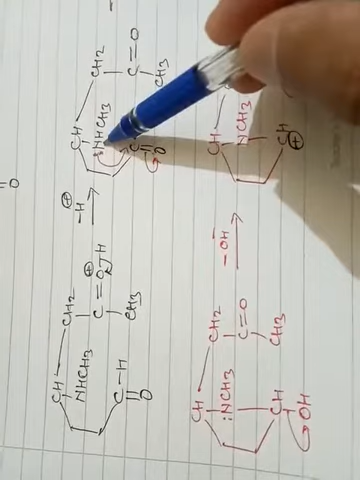 CH CH2
NHCH3 C=O-H
⊕
C-H CH3
O
-H
⊕
CH CH2
NHCH3 C=O
CH3
O
CH CH2
:NCH3 C=O
CH CH3
OH
-OH
CH
NCH3
CH
⊕